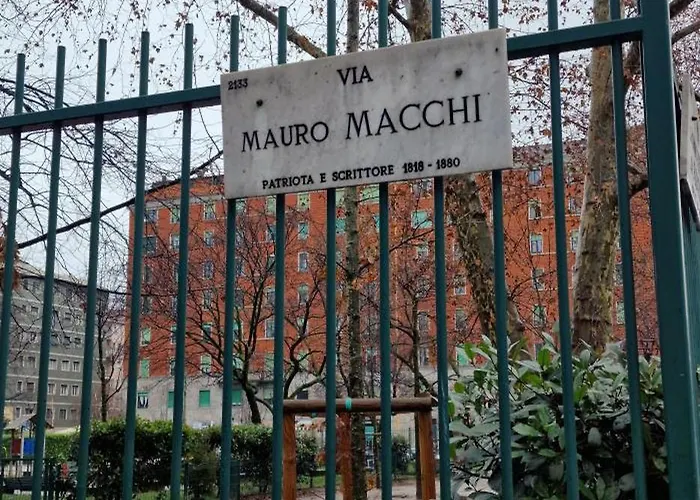 2133
VIA
MAURO MACCHI
PATRIOTA E SCRITTORE 1818 - 1880